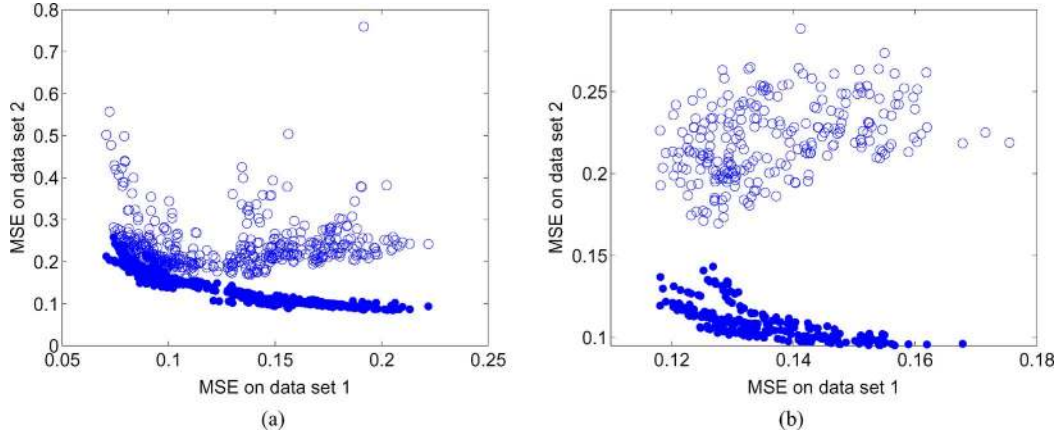 0.8
0.7
0.6
0.5
0.4
0.3
0.2
0.1
0
MSE on data set 2
0.05 0.1 0.15 0.2 0.25
MSE on data set 1
(a)
0.25
0.2
0.15
0.1
MSE on data set 2
0.12 0.14 0.16 0.18
MSE on data set 1
(b)